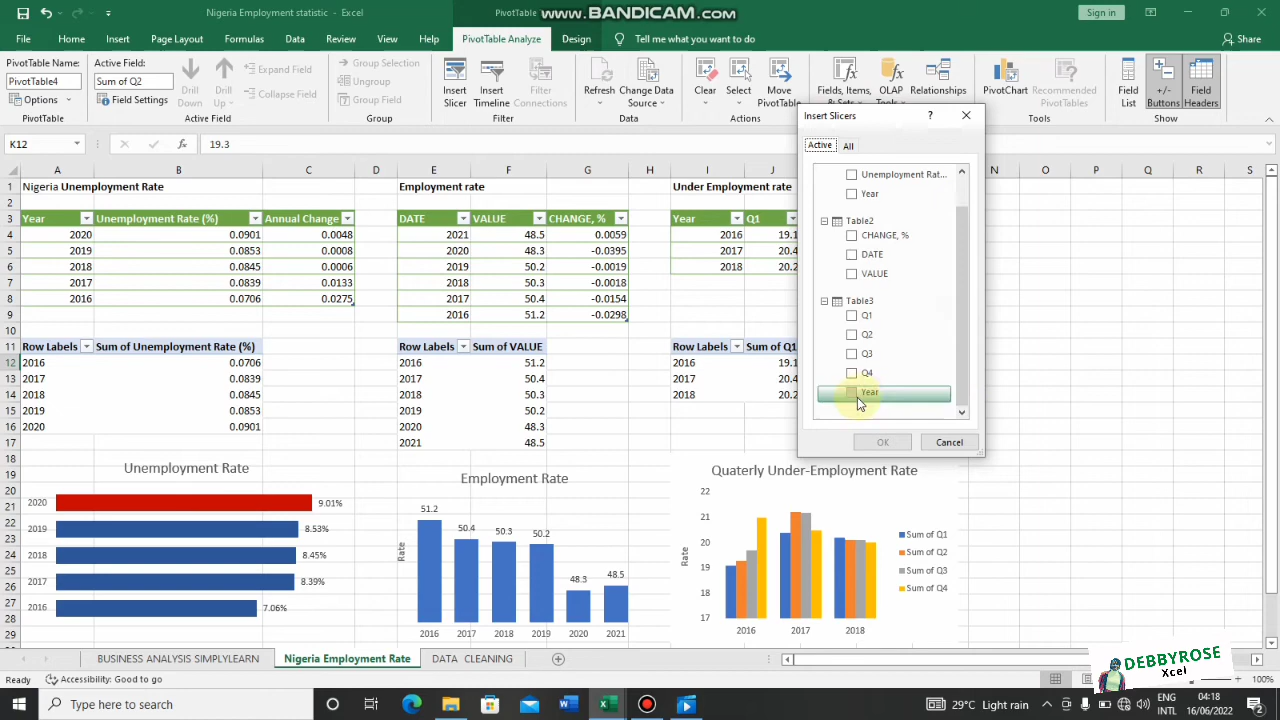 Nigeria Employment statistic - Excel
PivotTable
www.BANDICAM.com
Sign in
File
Home
Insert
Page Layout
Formulas
Data
Review
View
Help
PivotTable Analyze
Design
Tell me what you want to do
Share
PivotTable Name:
PivotTable4
Options
PivotTable
Active Field:
Sum of Q2
Field Settings
Drill Down
Drill Up
Expand Field
Collapse Field
Active Field
Group Selection
Ungroup
Group Field
Group
Insert Slicer
Insert Timeline
Filter Connections
Filter
Refresh
Change Data Source
Data
Clear
Select
Move PivotTable
Actions
Fields, Items, & Sets
OLAP Tools
Relationships
PivotChart
Recommended PivotTables
Tools
Field List
+/- Buttons
Field Headers
Show
K12
fx
19.3
A B C D E F G H I J N O P Q R S
1 Nigeria Unemployment Rate Employment rate Under Employment rate
2
3 Year Unemployment Rate (%) Annual Change DATE VALUE CHANGE, % Year Q1
4 2020 0.0901 0.0048 2021 48.5 0.0059 2016 19.1
5 2019 0.0853 0.0008 2020 48.3 -0.0395 2017 20.4
6 2018 0.0845 0.0006 2019 50.2 -0.0019 2018 20.2
7 2017 0.0839 0.0133 2018 50.3 -0.0018
8 2016 0.0706 0.0275 2017 50.4 -0.0154
9 2016 51.2 -0.0298
10
11 Row Labels Sum of Unemployment Rate (%) Row Labels Sum of VALUE Row Labels Sum of Q1
12 2016 0.0706 2016 51.2 2016 19.1
13 2017 0.0839 2017 50.4 2017 20.4
14 2018 0.0845 2018 50.3 2018 20.2
15 2019 0.0853 2019 50.2
16 2020 0.0901 2020 48.3
17 2021 48.5
18
19
20
21
22
23
24
25
26
27
28
29
Insert Slicers
?
Active
All
Unemployment Rat...
Year
Table2
CHANGE, %
DATE
VALUE
Table3
Q1
Q2
Q3
Q4
Year
OK
Cancel
Unemployment Rate
2020 9.01%
2019 8.53%
2018 8.45%
2017 8.39%
2016 7.06%
Employment Rate
Rate
51.2 50.4 50.3 50.2 48.3 48.5
2016 2017 2018 2019 2020 2021
Quaterly Under-Employment Rate
Rate
22
21
20
19
18
17
2016 2017 2018
Sum of Q1
Sum of Q2
Sum of Q3
Sum of Q4
BUSINESS ANALYSIS SIMPLYLEARN
Nigeria Employment Rate
DATA CLEANING
Ready
Accessibility: Good to go
100%
DEBBYROSE
Xcel
Type here to search
29°C Light rain
ENG
INTL
04:18
16/06/2022
2